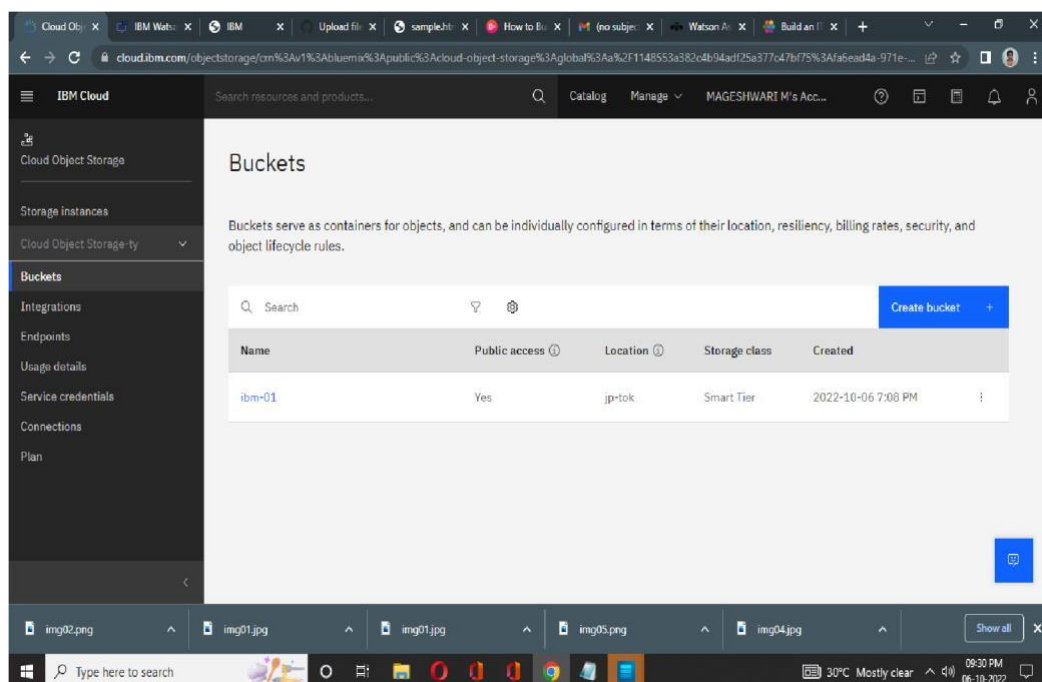 Cloud Obj
IBM Wats
IBM
Upload file
sample.ht
How to Bu
(no subjec
Watson As
Build an IT
cloud.ibm.com/objectstorage/crn%3Av1%3Abluemix%3Apublic%3Acloud-object-storage%3Aglobal%3Aa%2F1148553a382c4b94adf25a377c47bf75%3Afa6ead4a-971e-...
IBM Cloud
Search resources and products...
Catalog
Manage
MAGESHWARI M's Acc...
Cloud Object Storage
Storage instances
Cloud Object Storage-ty
Buckets
Integrations
Endpoints
Usage details
Service credentials
Connections
Plan
Buckets
Buckets serve as containers for objects, and can be individually configured in terms of their location, resiliency, billing rates, security, and
object lifecycle rules.
Search
Create bucket +
Name Public access Location Storage class Created
ibm-01 Yes jp-tok Smart Tier 2022-10-06 7:08 PM
img02.png
img01.jpg
img01.jpg
img05.png
img04.jpg
Show all
Type here to search
30°C Mostly clear
09:30 PM
06-10-2022